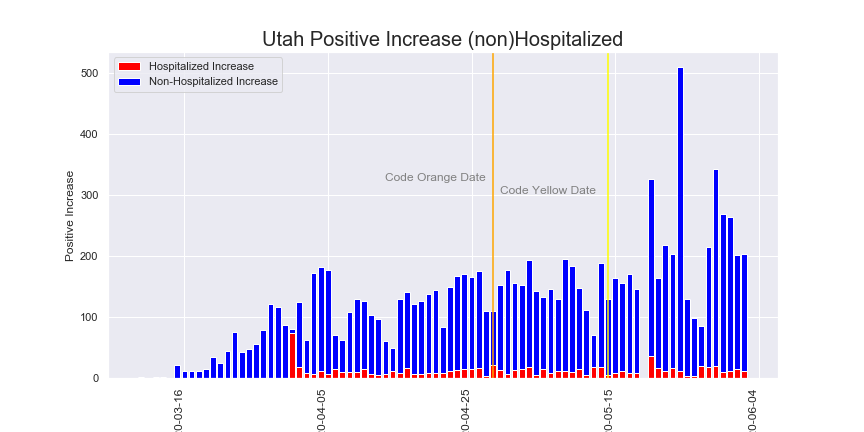 Utah Positive Increase (non)Hospitalized
Hospitalized Increase
Non-Hospitalized Increase
500
400
300
200
100
0
Positive Increase
Code Orange Date
Code Yellow Date
0-03-16
0-04-05
0-04-25
0-05-15
0-06-04